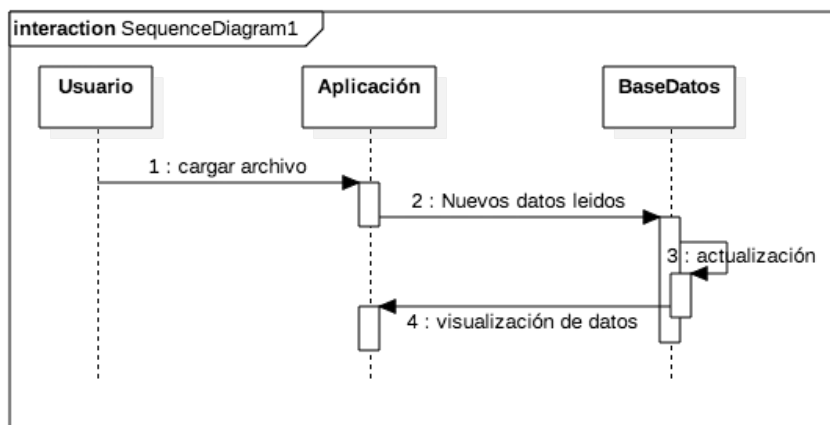 interaction SequenceDiagram1
Usuario
Aplicación
BaseDatos
1 : cargar archivo
2 : Nuevos datos leidos
3 : actualización
4 : visualización de datos